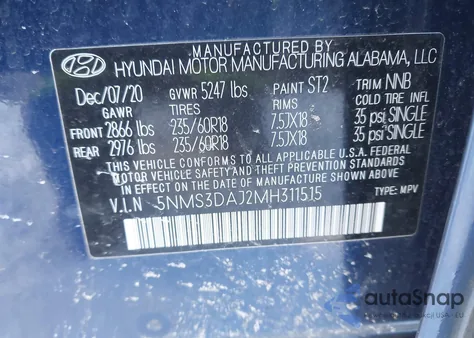 MANUFACTURED BY
HYUNDAI MOTOR MANUFACTURING ALABAMA, LLC
Dec/07/20 GVWR 5247 lbs PAINT ST2 TRIM NNB
GAWR TIRES RIMS COLD TIRE INFL
FRONT 2866 lbs 235/60R18 7.5JX18 35 psi SINGLE
REAR 2976 lbs 235/60R18 7.5JX18 35 psi SINGLE
THIS VEHICLE CONFORMS TO ALL APPLICABLE U.S.A FEDERAL
MOTOR VEHICLE SAFETY, BUMPER, AND THEFT PREVENTION
STANDARDS IN EFFECT ON THE DATE OF MANUFACTURE SHOWN ABOVE.
V.I.N 5NMS3DAJ2MH311515 TYPE: MPV
autoSnap